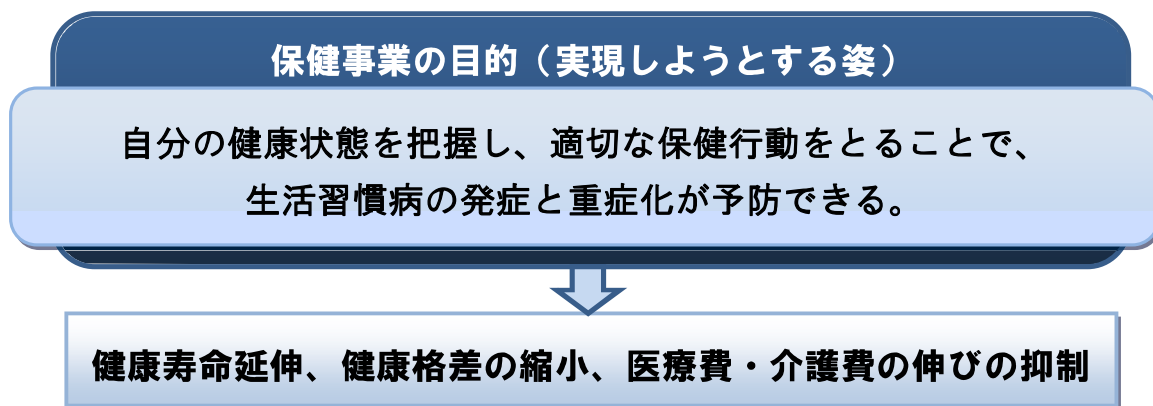 保健事業の目的（実現しようとする姿）
自分の健康状態を把握し、適切な保健行動をとることで、
生活習慣病の発症と重症化が予防できる。
健康寿命延伸、健康格差の縮小、医療費・介護費の伸びの抑制